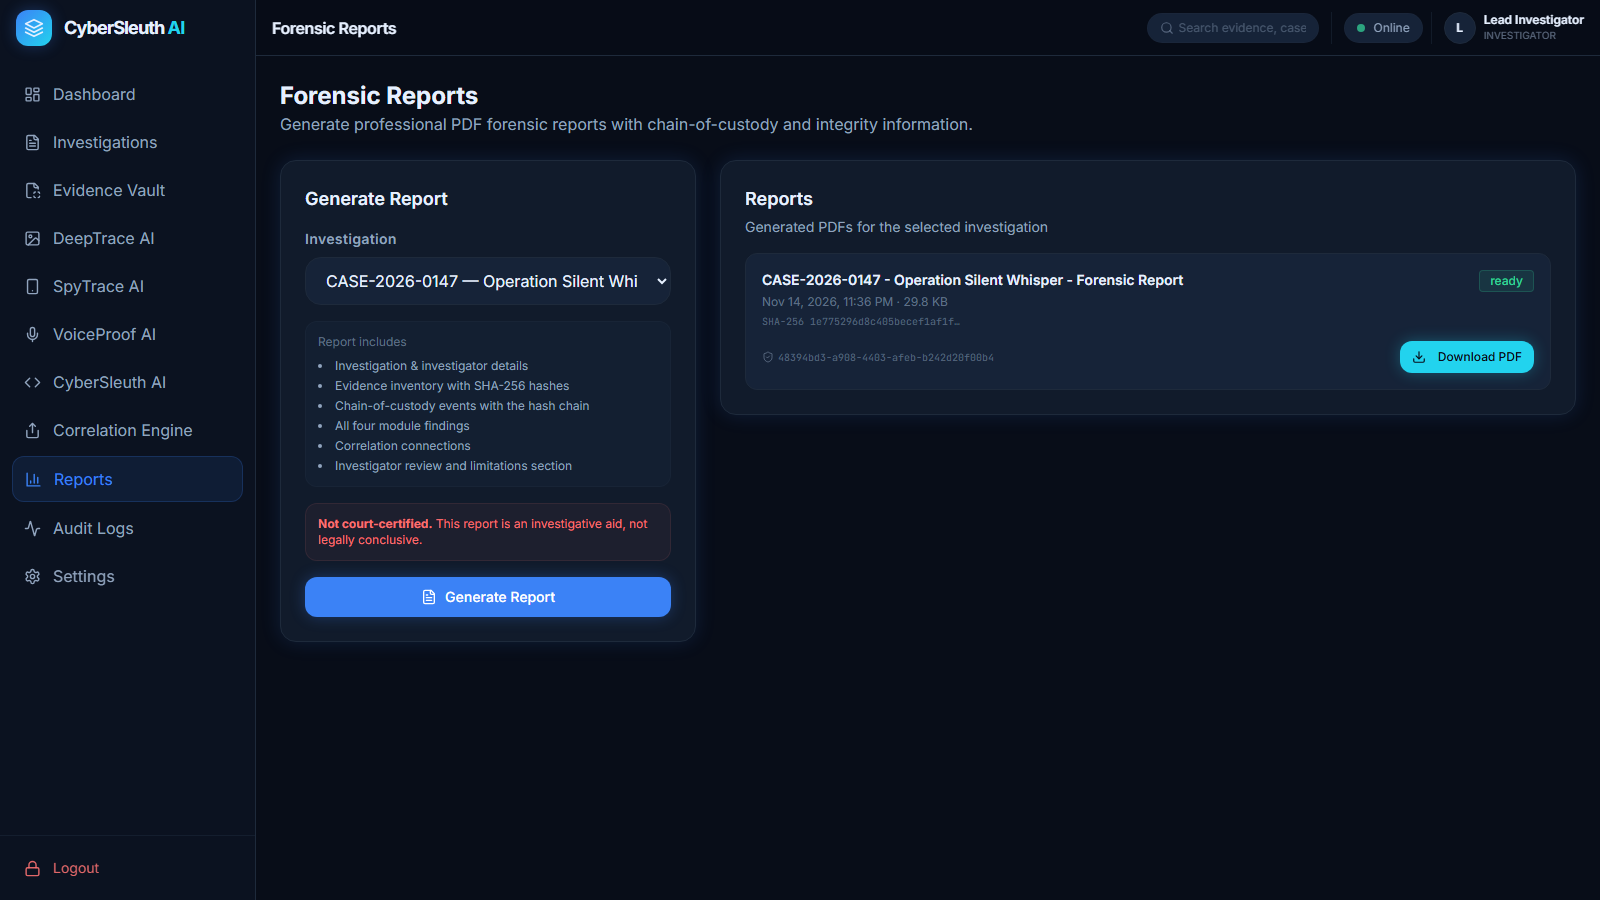 CyberSleuth AI
Dashboard
Investigations
Evidence Vault
DeepTrace AI
SpyTrace AI
VoiceProof AI
CyberSleuth AI
Correlation Engine
Reports
Audit Logs
Settings
Logout
Forensic Reports
Search evidence, case
Online
L
Lead Investigator
INVESTIGATOR
Forensic Reports
Generate professional PDF forensic reports with chain-of-custody and integrity information.
Generate Report
Investigation
CASE-2026-0147 — Operation Silent Whi
Report includes
• Investigation & investigator details
• Evidence inventory with SHA-256 hashes
• Chain-of-custody events with the hash chain
• All four module findings
• Correlation connections
• Investigator review and limitations section
Not court-certified. This report is an investigative aid, not
legally conclusive.
Generate Report
Reports
Generated PDFs for the selected investigation
CASE-2026-0147 - Operation Silent Whisper - Forensic Report
ready
Nov 14, 2026, 11:36 PM · 29.8 KB
SHA-256 1e775296d8c405becef1af1f…
48394bd3-a908-4403-afeb-b242d20f00b4
Download PDF